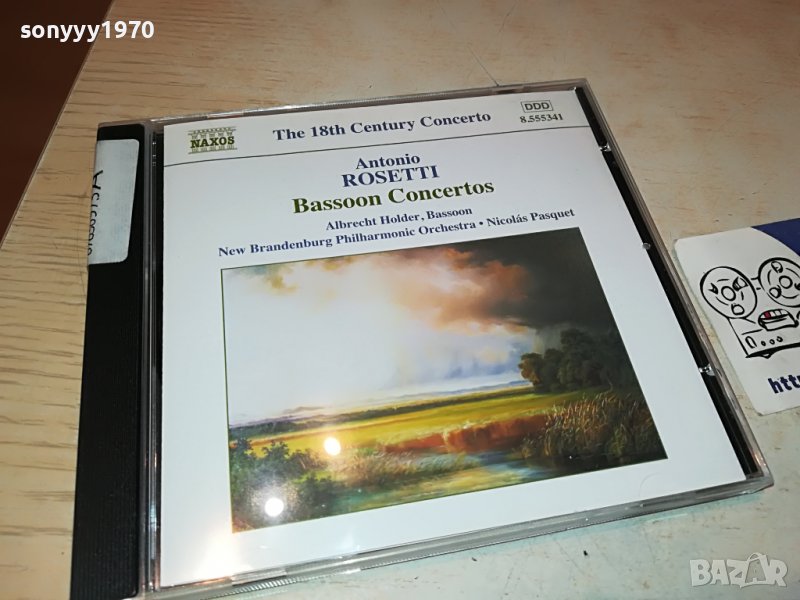 sonyyy1970
NAXOS
The 18th Century Concerto
DDD
8.555341
Antonio
ROSETTI
Bassoon Concertos
Albrecht Holder, Bassoon
New Brandenburg Philharmonic Orchestra • Nicolás Pasquet
htt
BAZAR